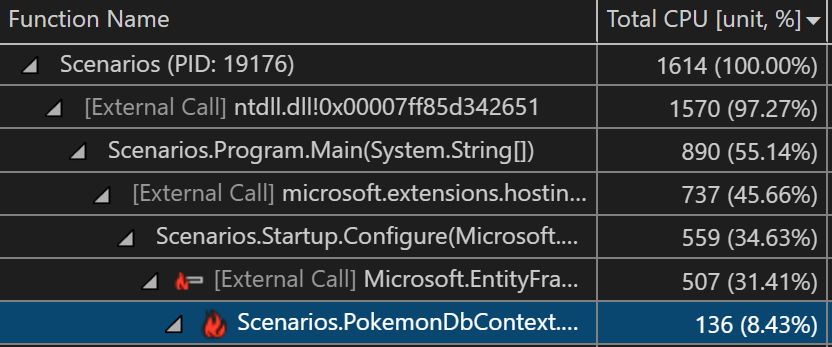 Function Name Total CPU [unit, %]
Scenarios (PID: 19176) 1614 (100.00%)
[External Call] ntdll.dll!0x00007ff85d342651 1570 (97.27%)
Scenarios.Program.Main(System.String[]) 890 (55.14%)
[External Call] microsoft.extensions.hostin... 737 (45.66%)
Scenarios.Startup.Configure(Microsoft.... 559 (34.63%)
[External Call] Microsoft.EntityFra... 507 (31.41%)
Scenarios.PokemonDbContext.... 136 (8.43%)